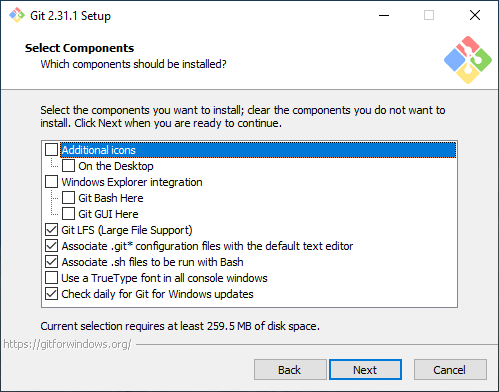 Git 2.31.1 Setup
Select Components
Which components should be installed?
Select the components you want to install; clear the components you do not want to
install. Click Next when you are ready to continue.
Additional icons
On the Desktop
Windows Explorer integration
Git Bash Here
Git GUI Here
Git LFS (Large File Support)
Associate .git* configuration files with the default text editor
Associate .sh files to be run with Bash
Use a TrueType font in all console windows
Check daily for Git for Windows updates
Current selection requires at least 259.5 MB of disk space.
https://gitforwindows.org/
Back
Next
Cancel